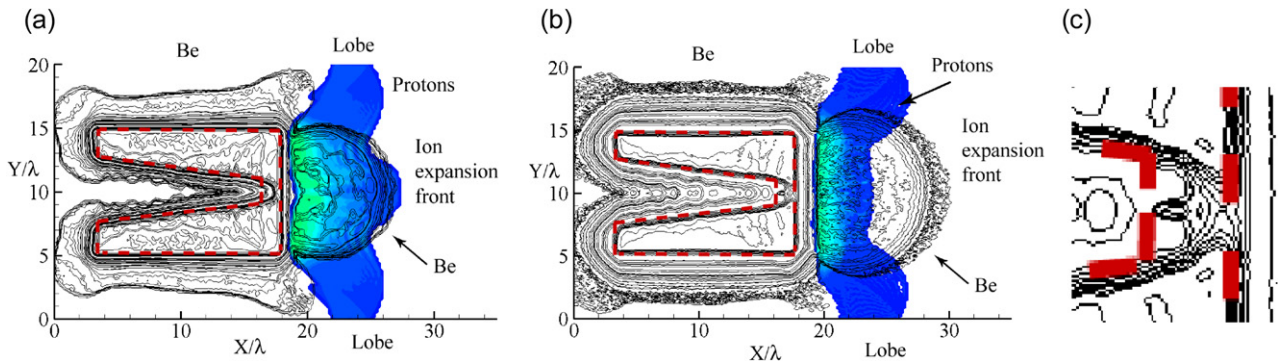 (a)
Be
Lobe
20
Protons
15
Y/λ
10
Ion
expansion
front
5
Be
0
0
10
20
30
X/λ
Lobe
(b)
Be
Lobe
20
Protons
15
Y/λ
10
Ion
expansion
front
5
Be
0
0
10
20
30
X/λ
Lobe
(c)